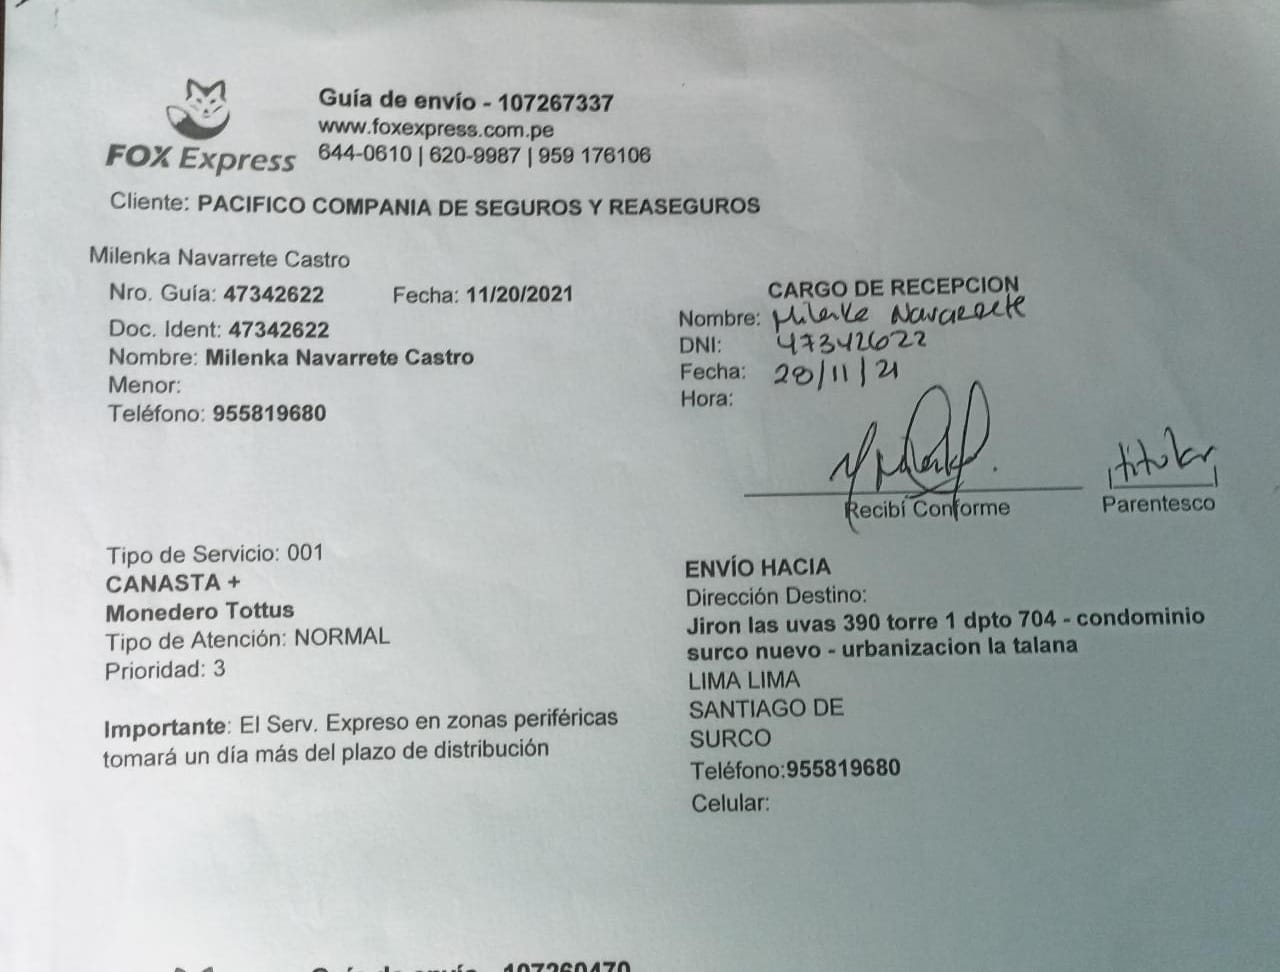 FOX Express
Guía de envío - 107267337
www.foxexpress.com.pe
644-0610 | 620-9987 | 959 176106
Cliente: PACIFICO COMPANIA DE SEGUROS Y REASEGUROS
Milenka Navarrete Castro
Nro. Guía: 47342622 Fecha: 11/20/2021
Doc. Ident: 47342622
Nombre: Milenka Navarrete Castro
Menor:
Teléfono: 955819680
CARGO DE RECEPCION
Nombre: Milenka Navarrete
DNI: 47342622
Fecha: 28/11/21
Hora:
titular
Recibí Conforme Parentesco
Tipo de Servicio: 001
CANASTA +
Monedero Tottus
Tipo de Atención: NORMAL
Prioridad: 3
Importante: El Serv. Expreso en zonas periféricas
tomará un día más del plazo de distribución
ENVÍO HACIA
Dirección Destino:
Jiron las uvas 390 torre 1 dpto 704 - condominio
surco nuevo - urbanizacion la talana
LIMA LIMA
SANTIAGO DE
SURCO
Teléfono:955819680
Celular:
Guía de envío - 107260470